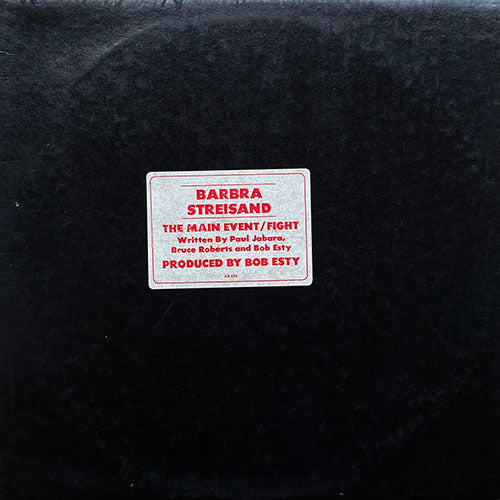 BARBRA
STREISAND
THE MAIN EVENT/FIGHT
Written By Paul Jabara,
Bruce Roberts and Bob Esty
PRODUCED BY BOB ESTY